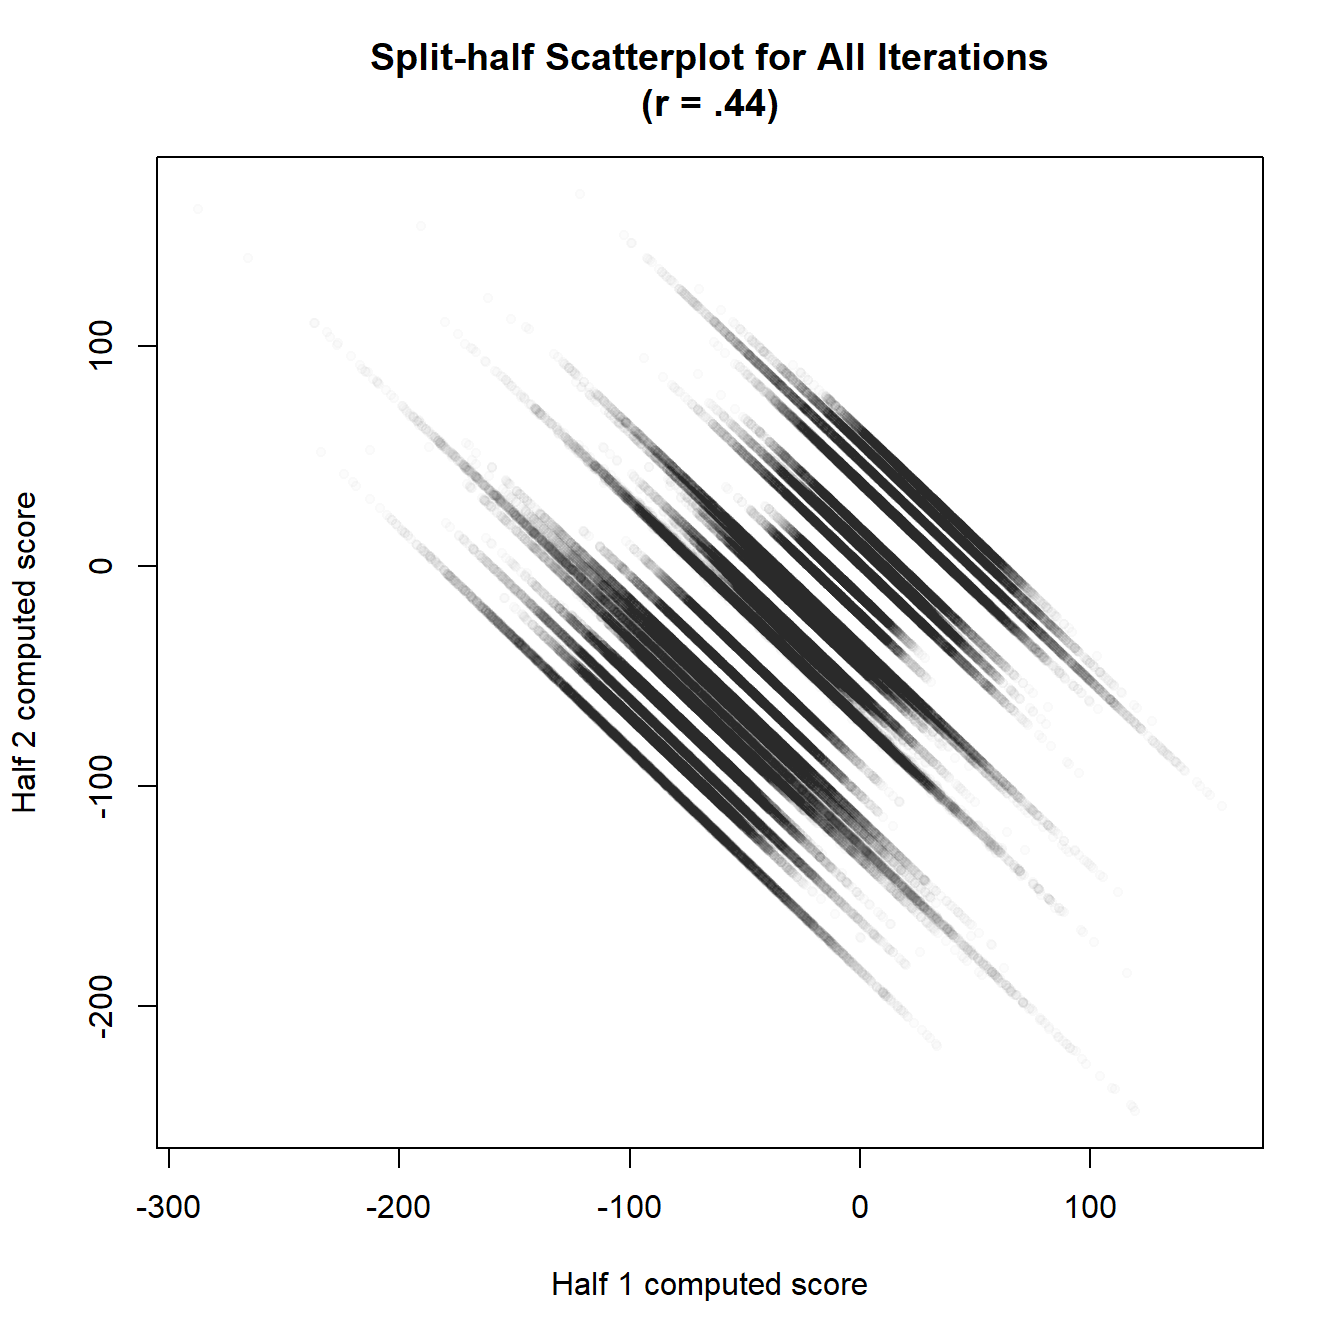 Split-half Scatterplot for All Iterations
(r = .44)
Half 2 computed score
100
0
-100
-200
-300
-200
-100
0
100
Half 1 computed score